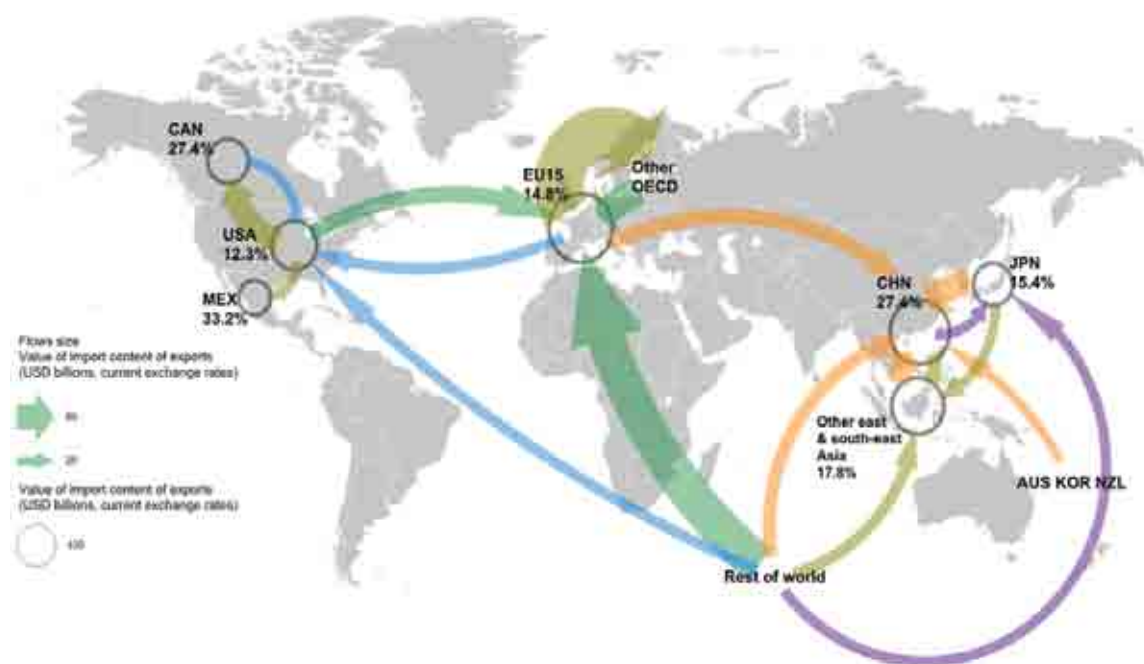 CAN
27.4%
EU15
14.8%
Other
OECD
USA
12.3%
JPN
15.4%
CHN
27.4%
MEX
33.2%
Flows size
Value of import content of exports
(USD billions, current exchange rates)
Other east
& south-east
Asia
17.8%
AUS KOR NZL
Value of import content of exports
(USD billions, current exchange rates)
Rest of world